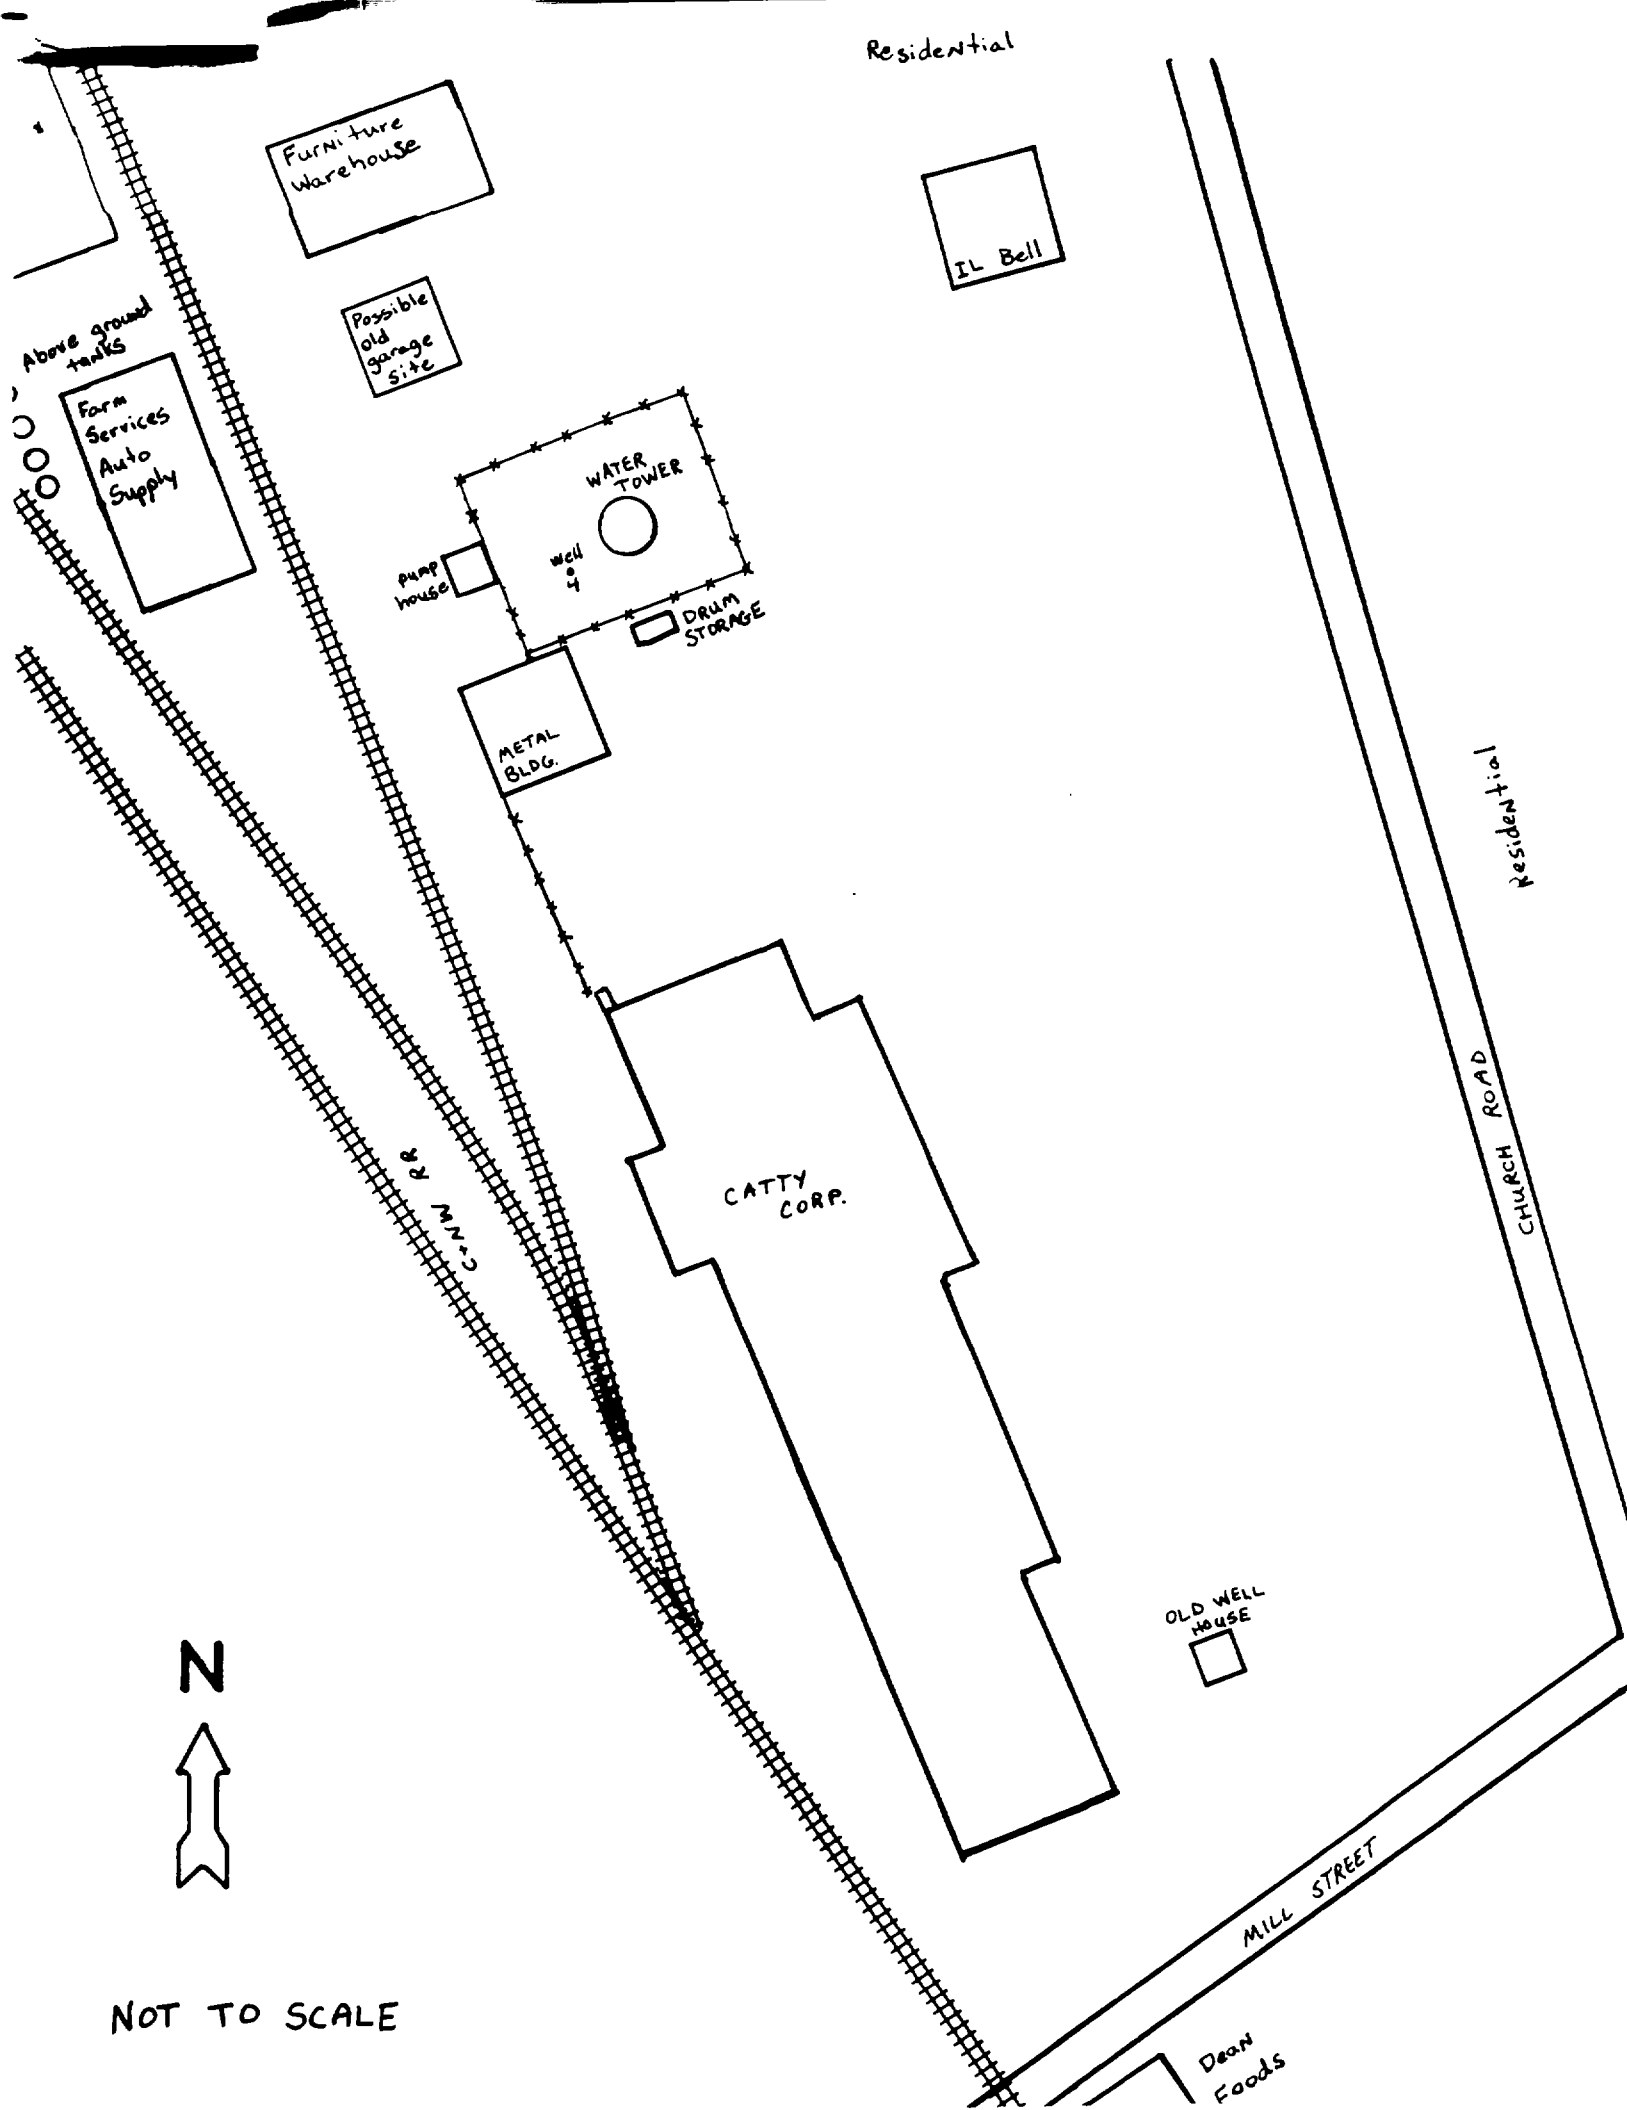 Residential
Furniture
Warehouse
IL Bell
Possible
old
garage
site
Above ground
tanks
Farm
Services
Auto
Supply
WATER
TOWER
Well
4
Pump
house
DRUM
STORAGE
METAL
BLDG.
Residential
CHURCH ROAD
C+NW RR
CATTY
CORP.
OLD WELL
HOUSE
N
MILL STREET
NOT TO SCALE
Dean
Foods